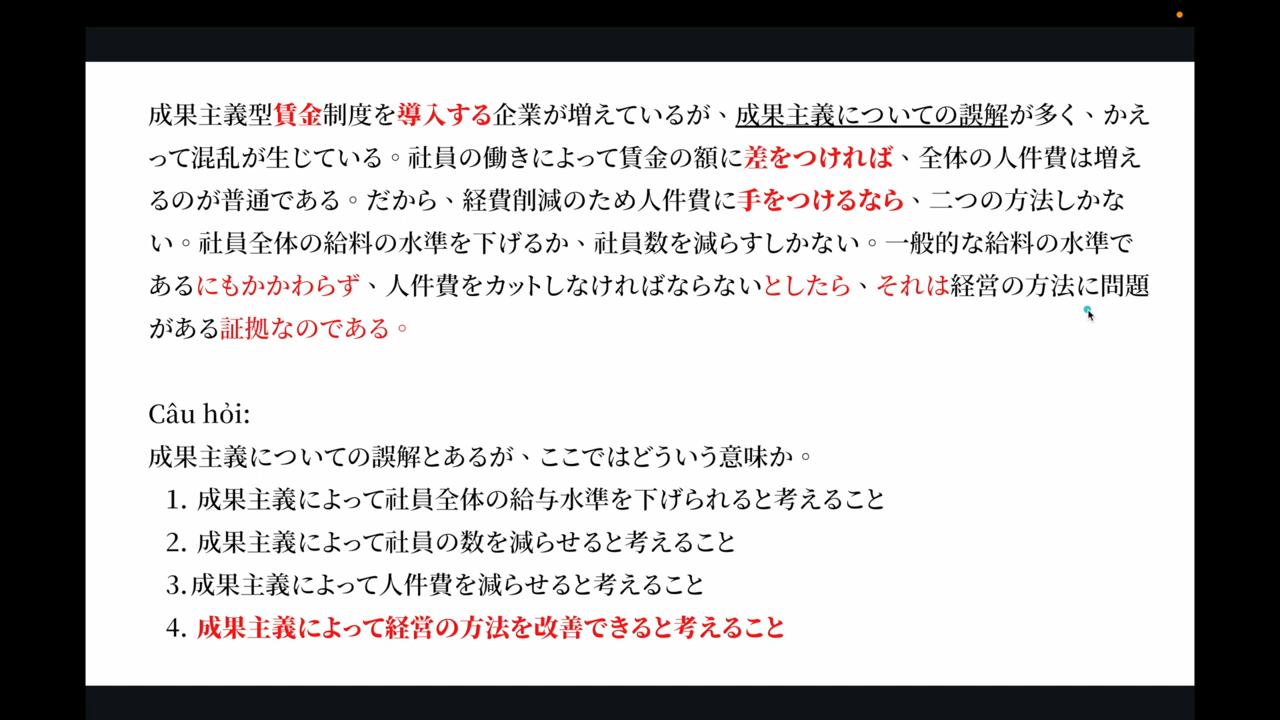 成果主義型賃金制度を導入する企業が増えているが、成果主義についての誤解が多く、かえ
って混乱が生じている。社員の働きによって賃金の額に差をつければ、全体の人件費は増え
るのが普通である。だから、経費削減のため人件費に手をつけるなら、二つの方法しかな
い。社員全体の給料の水準を下げるか、社員数を減らすしかない。一般的な給料の水準で
あるにもかかわらず、人件費をカットしなければならないとしたら、それは経営の方法に問題
がある証拠なのである。
Câu hỏi:
成果主義についての誤解とあるが、ここではどういう意味か。
1. 成果主義によって社員全体の給与水準を下げられると考えること
2. 成果主義によって社員の数を減らせると考えること
3. 成果主義によって人件費を減らせると考えること
4. 成果主義によって経営の方法を改善できると考えること